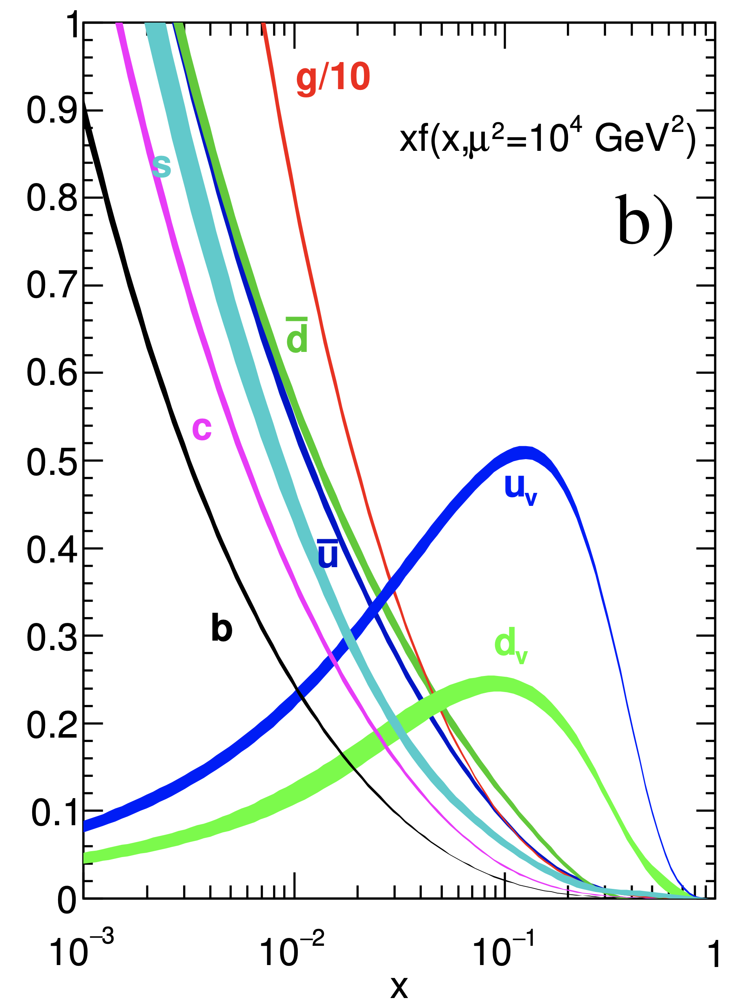 1
g/10
0.9
xf(x,μ²=10⁴ GeV²)
s
0.8
b)
0.7
d̅
0.6
c
0.5
u_v
0.4
u̅
b
0.3
d_v
0.2
0.1
0
10⁻³
10⁻²
10⁻¹
1
x